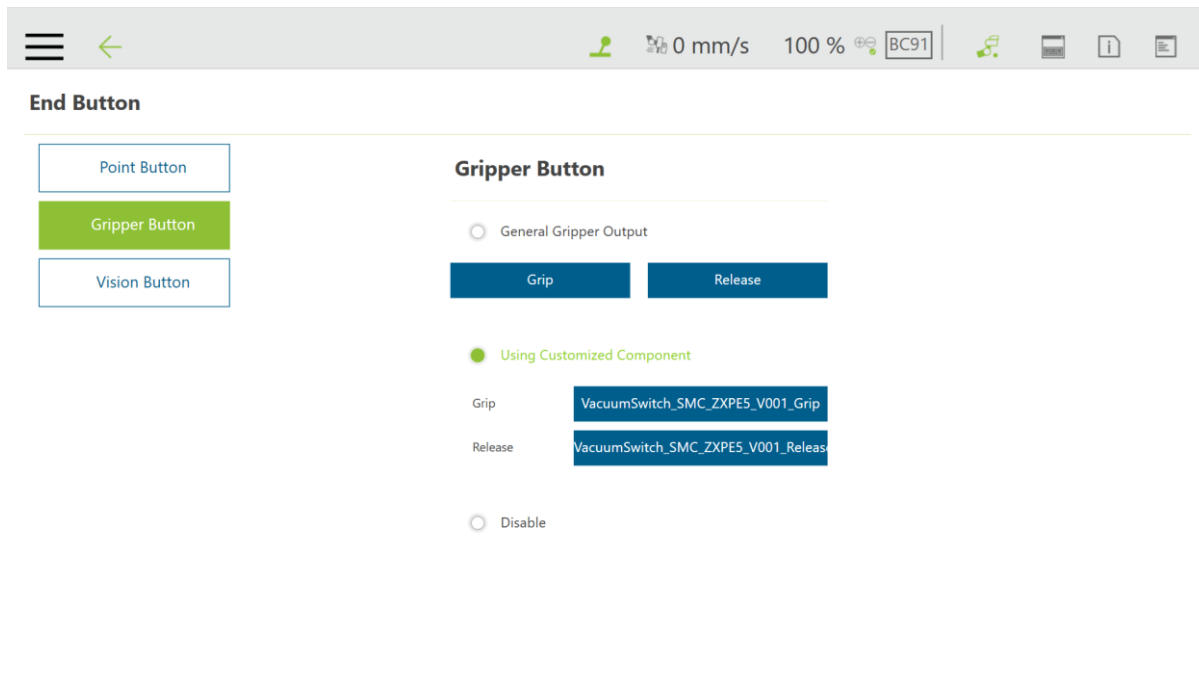 0 mm/s 100 % BC91
End Button
Point Button
Gripper Button
Vision Button
Gripper Button
General Gripper Output
Grip Release
Using Customized Component
Grip VacuumSwitch_SMC_ZXPE5_V001_Grip
Release VacuumSwitch_SMC_ZXPE5_V001_Releas
Disable